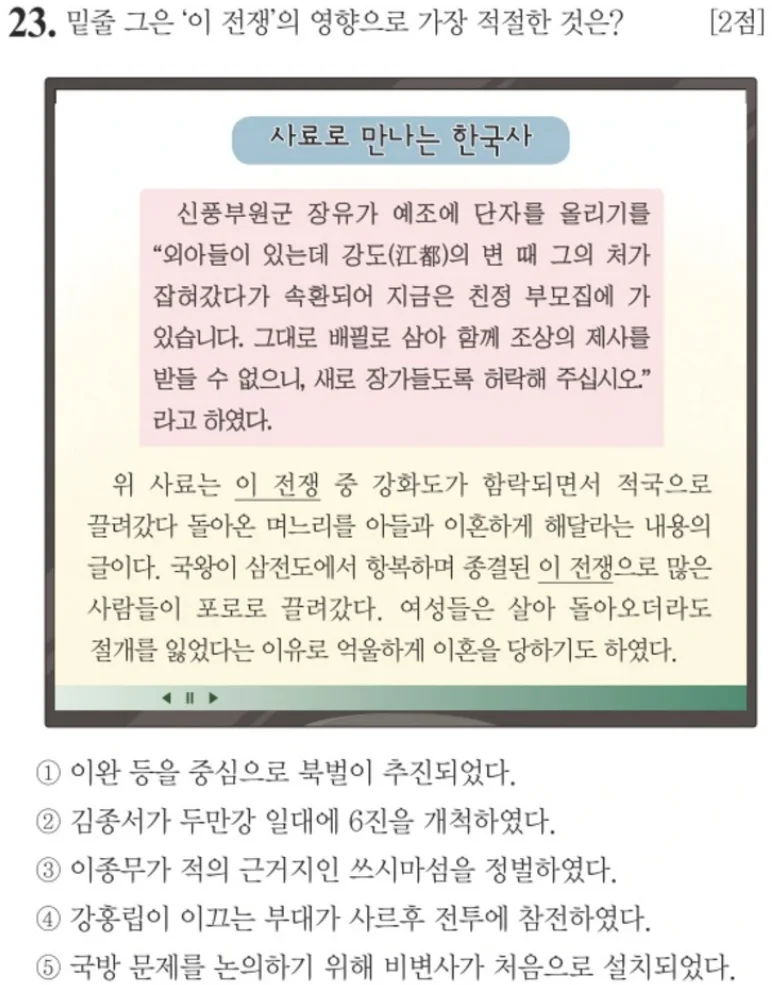 23. 밑줄 그은 ‘이 전쟁’의 영향으로 가장 적절한 것은? [2점]
사료로 만나는 한국사
신풍부원군 장유가 예조에 단자를 올리기를
“외아들이 있는데 강도(江都)의 변 때 그의 처가
잡혀갔다가 속환되어 지금은 친정 부모집에 가
있습니다. 그대로 배필로 삼아 함께 조상의 제사를
받들 수 없으니, 새로 장가들도록 허락해 주십시오.”
라고 하였다.
위 사료는 이 전쟁 중 강화도가 함락되면서 적국으로
끌려갔다 돌아온 며느리를 아들과 이혼하게 해달라는 내용의
글이다. 국왕이 삼전도에서 항복하며 종결된 이 전쟁으로 많은
사람들이 포로로 끌려갔다. 여성들은 살아 돌아오더라도
절개를 잃었다는 이유로 억울하게 이혼을 당하기도 하였다.
① 이완 등을 중심으로 북벌이 추진되었다.
② 김종서가 두만강 일대에 6진을 개척하였다.
③ 이종무가 적의 근거지인 쓰시마섬을 정벌하였다.
④ 강홍립이 이끄는 부대가 사르후 전투에 참전하였다.
⑤ 국방 문제를 논의하기 위해 비변사가 처음으로 설치되었다.